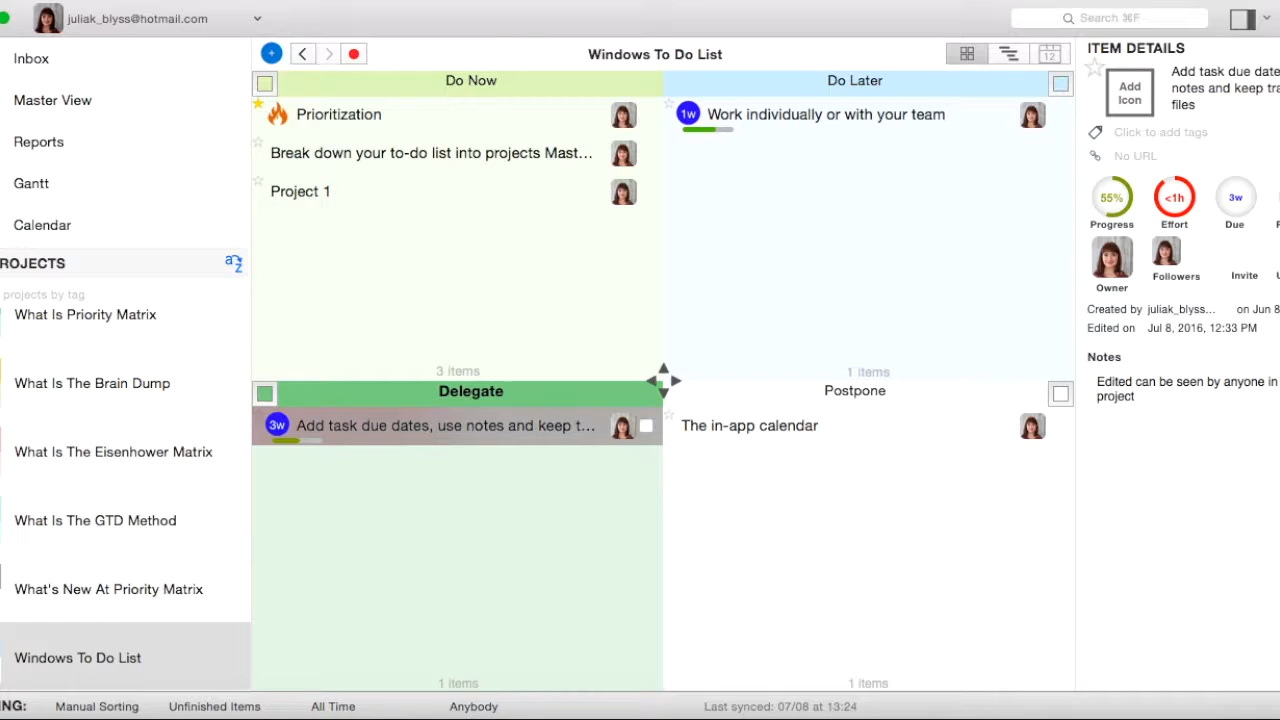 juliak_blyss@hotmail.com
Search ⌘F
Inbox
Master View
Reports
Gantt
Calendar
ROJECTS
projects by tag
What Is Priority Matrix
What Is The Brain Dump
What Is The Eisenhower Matrix
What Is The GTD Method
What's New At Priority Matrix
Windows To Do List
Windows To Do List
12
Do Now
Prioritization
Break down your to-do list into projects Mast...
Project 1
3 items
Do Later
1w Work individually or with your team
1 items
Delegate
3w Add task due dates, use notes and keep t...
1 items
Postpone
The in-app calendar
1 items
ITEM DETAILS
Add Icon
Add task due date
notes and keep tra
files
Click to add tags
No URL
55% <1h 3w
Progress Effort Due
Owner Followers Invite
Created by juliak_blyss... on Jun 8
Edited on Jul 8, 2016, 12:33 PM
Notes
Edited can be seen by anyone in
project
NG: Manual Sorting Unfinished Items All Time Anybody Last synced: 07/08 at 13:24